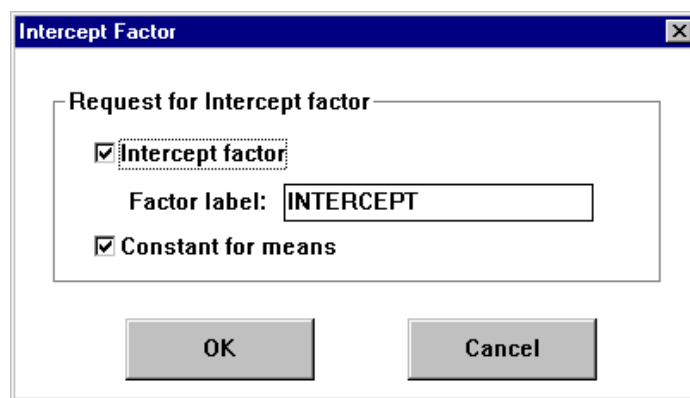 Intercept Factor
Request for Intercept factor
Intercept factor
Factor label: INTERCEPT
Constant for means
OK Cancel